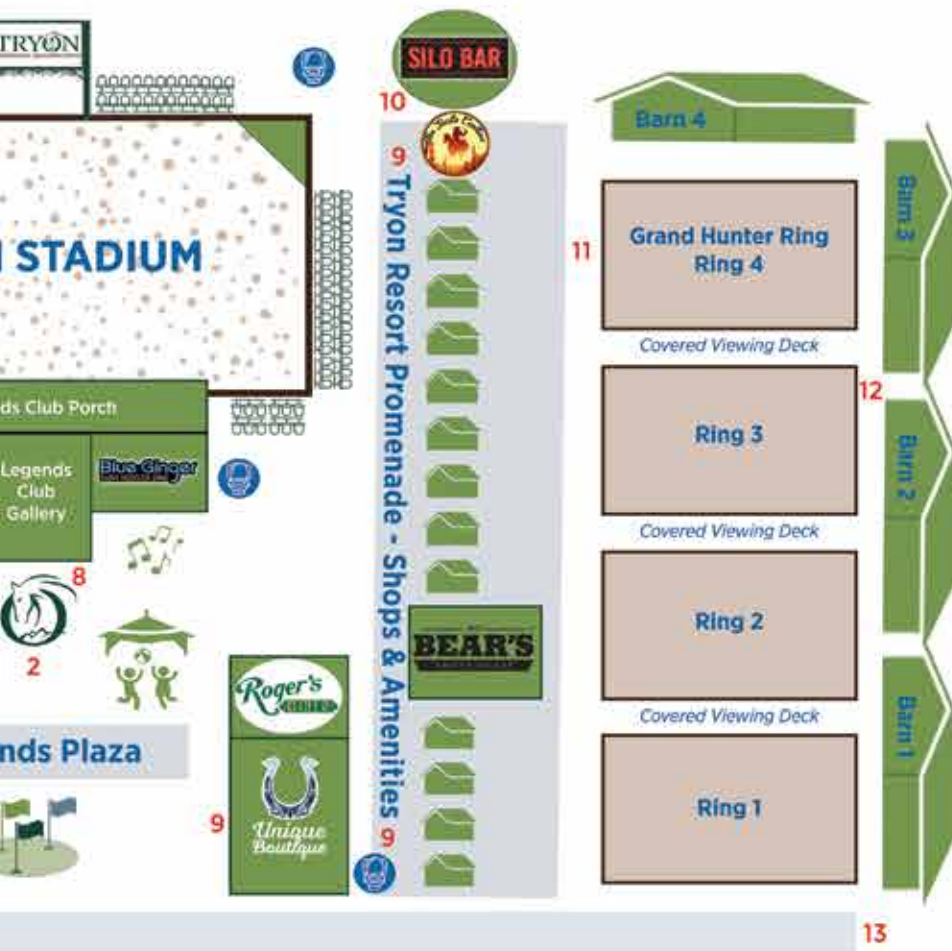 TRYON
SILO BAR
10
9
Barn 4
Barn 3
STADIUM
Tryon Resort Promenade - Shops & Amenities
11
Grand Hunter Ring
Ring 4
Covered Viewing Deck
12
ds Club Porch
Ring 3
Barn 2
Legends
Club
Gallery
Blue Ginger
Covered Viewing Deck
8
2
Ring 2
BEAR'S
Roger's
Covered Viewing Deck
Barn 1
nds Plaza
Ring 1
9
Unique
Boutique
9
13